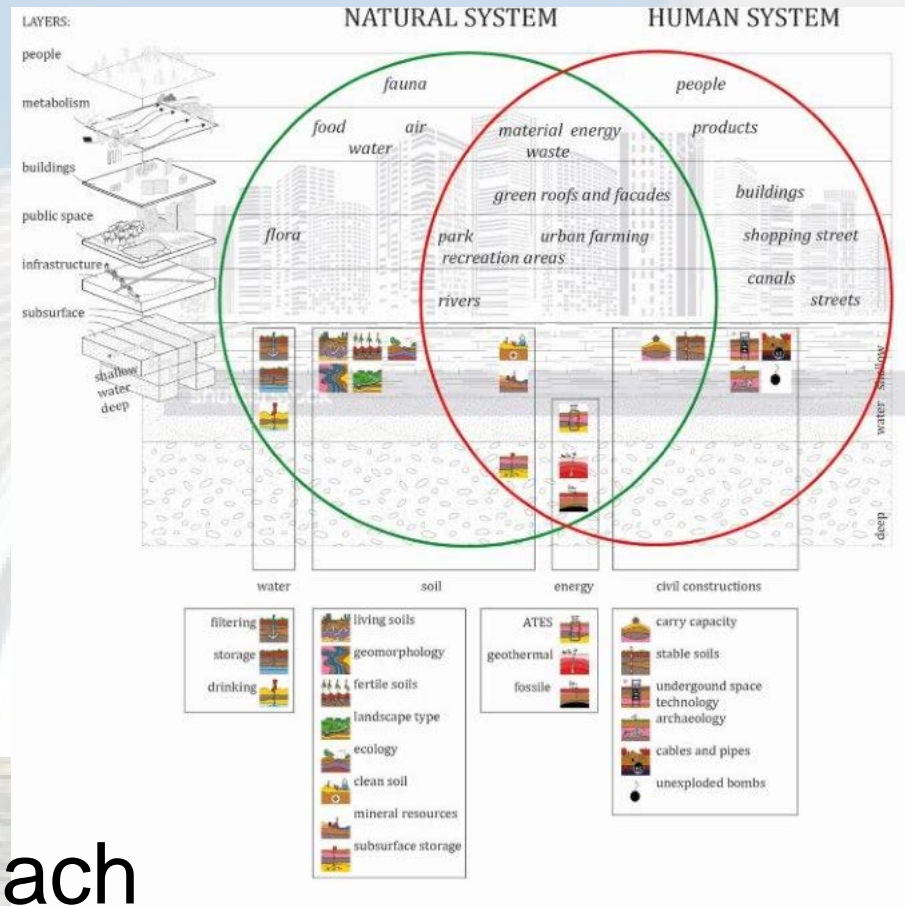 LAYERS:
NATURAL SYSTEM
HUMAN SYSTEM
people
metabolism
buildings
public space
infrastructure
subsurface
shallow
water
deep
fauna
people
food
air
water
material energy
waste
products
green roofs and facades
buildings
flora
park
urban farming
recreation areas
shopping street
rivers
canals
streets
shallow
water
deep
water
soil
energy
civil constructions
filtering
storage
drinking
living soils
geomorphology
fertile soils
landscape type
ecology
clean soil
mineral resources
subsurface storage
ATES
geothermal
fossile
carry capacity
stable soils
undergound space
technology
archaeology
cables and pipes
unexploded bombs
ach